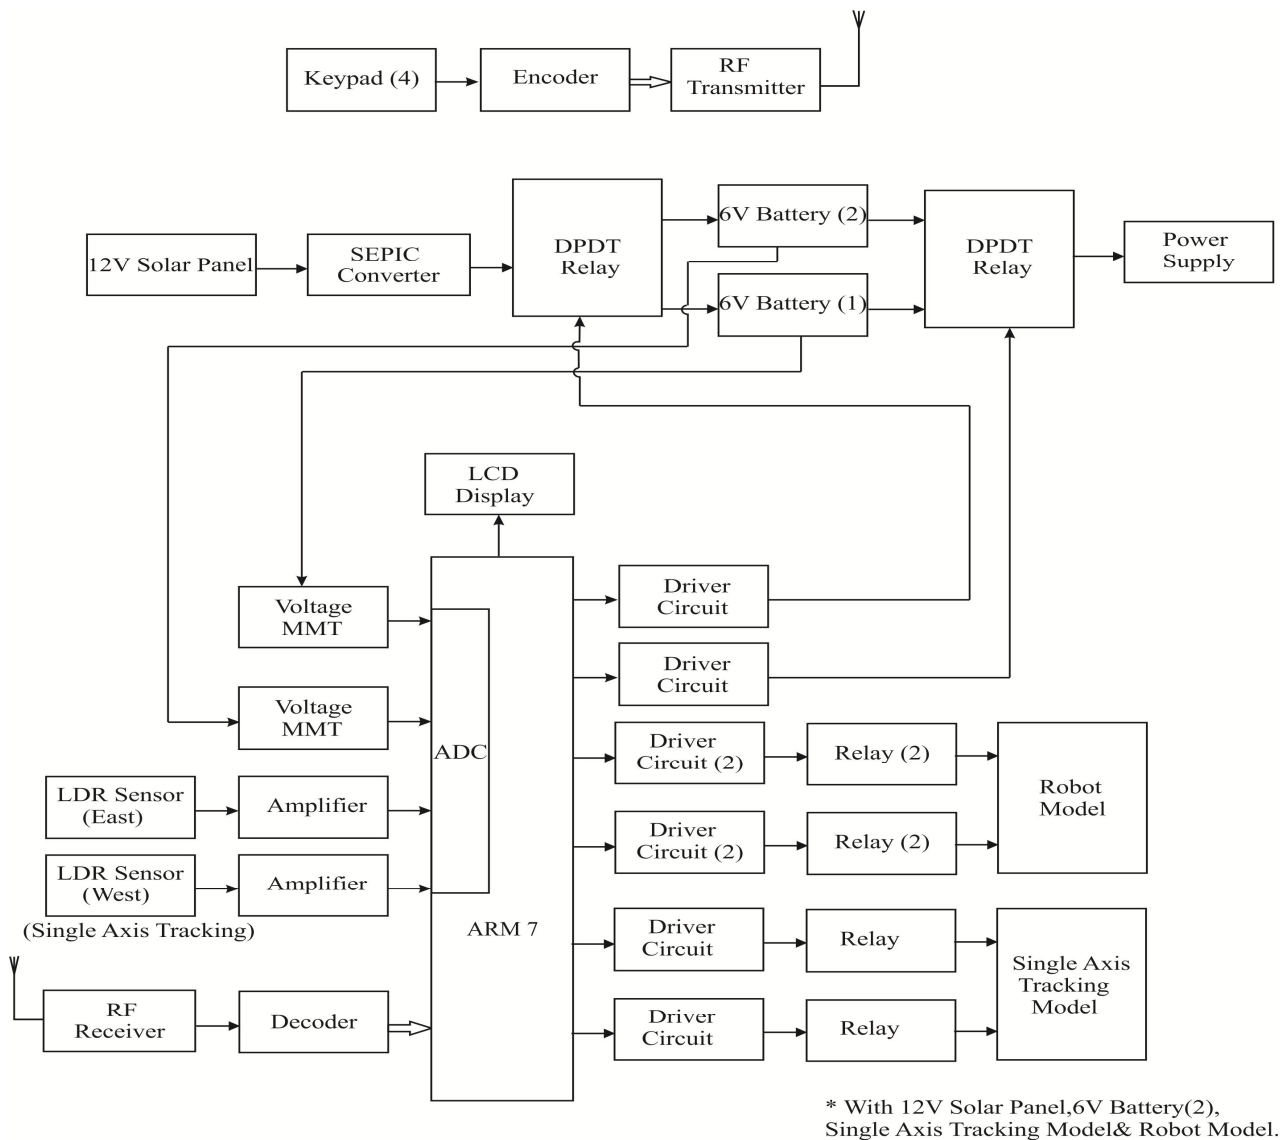 Keypad (4)
Encoder
RF
Transmitter
12V Solar Panel
SEPIC
Converter
DPDT
Relay
6V Battery (2)
6V Battery (1)
DPDT
Relay
Power
Supply
LCD
Display
Voltage
MMT
Voltage
MMT
LDR Sensor
(East)
Amplifier
LDR Sensor
(West)
Amplifier
(Single Axis Tracking)
RF
Receiver
Decoder
ADC
ARM 7
Driver
Circuit
Driver
Circuit
Driver
Circuit (2)
Relay (2)
Driver
Circuit (2)
Relay (2)
Robot
Model
Driver
Circuit
Relay
Driver
Circuit
Relay
Single Axis
Tracking
Model
* With 12V Solar Panel,6V Battery(2),
Single Axis Tracking Model& Robot Model.